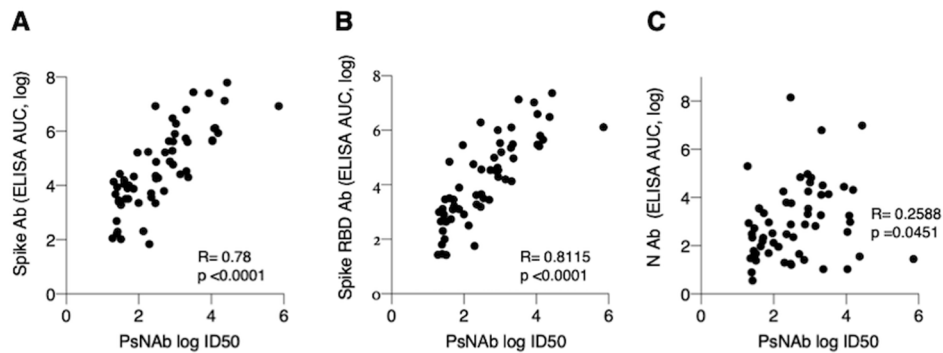 A
Spike Ab (ELISA AUC, log)
8
6
4
2
0
0 2 4 6
PsNAb log ID50
R= 0.78
p <0.0001
B
Spike RBD Ab (ELISA AUC, log)
8
6
4
2
0
0 2 4 6
PsNAb log ID50
R= 0.8115
p <0.0001
C
N Ab (ELISA AUC, log)
8
6
4
2
0
0 2 4 6
PsNAb log ID50
R= 0.2588
p =0.0451